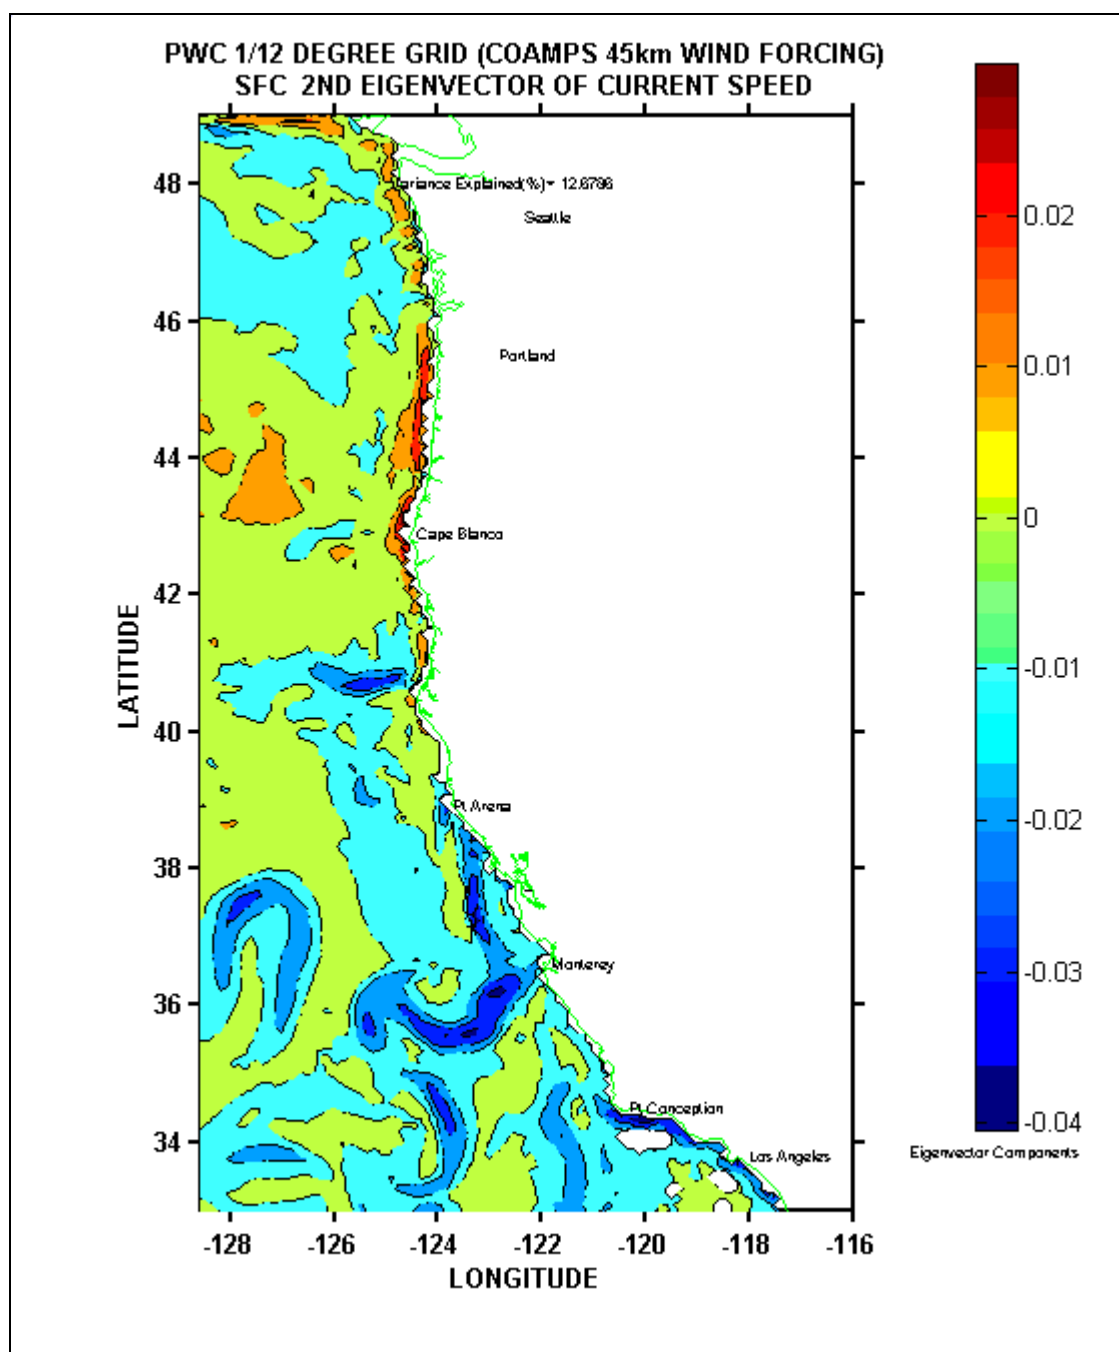 PWC 1/12 DEGREE GRID (COAMPS 45km WIND FORCING)
SFC 2ND EIGENVECTOR OF CURRENT SPEED
48
Variance Explained(%)= 12.6796
Seattle
0.02
46
Portland
0.01
44
0
Cape Blanco
42
LATITUDE
-0.01
40
Pt Arena
-0.02
38
Monterey
-0.03
36
Pt Conception
34
-0.04
Los Angeles
Eigenvector Components
-128
-126
-124
-122
-120
-118
-116
LONGITUDE